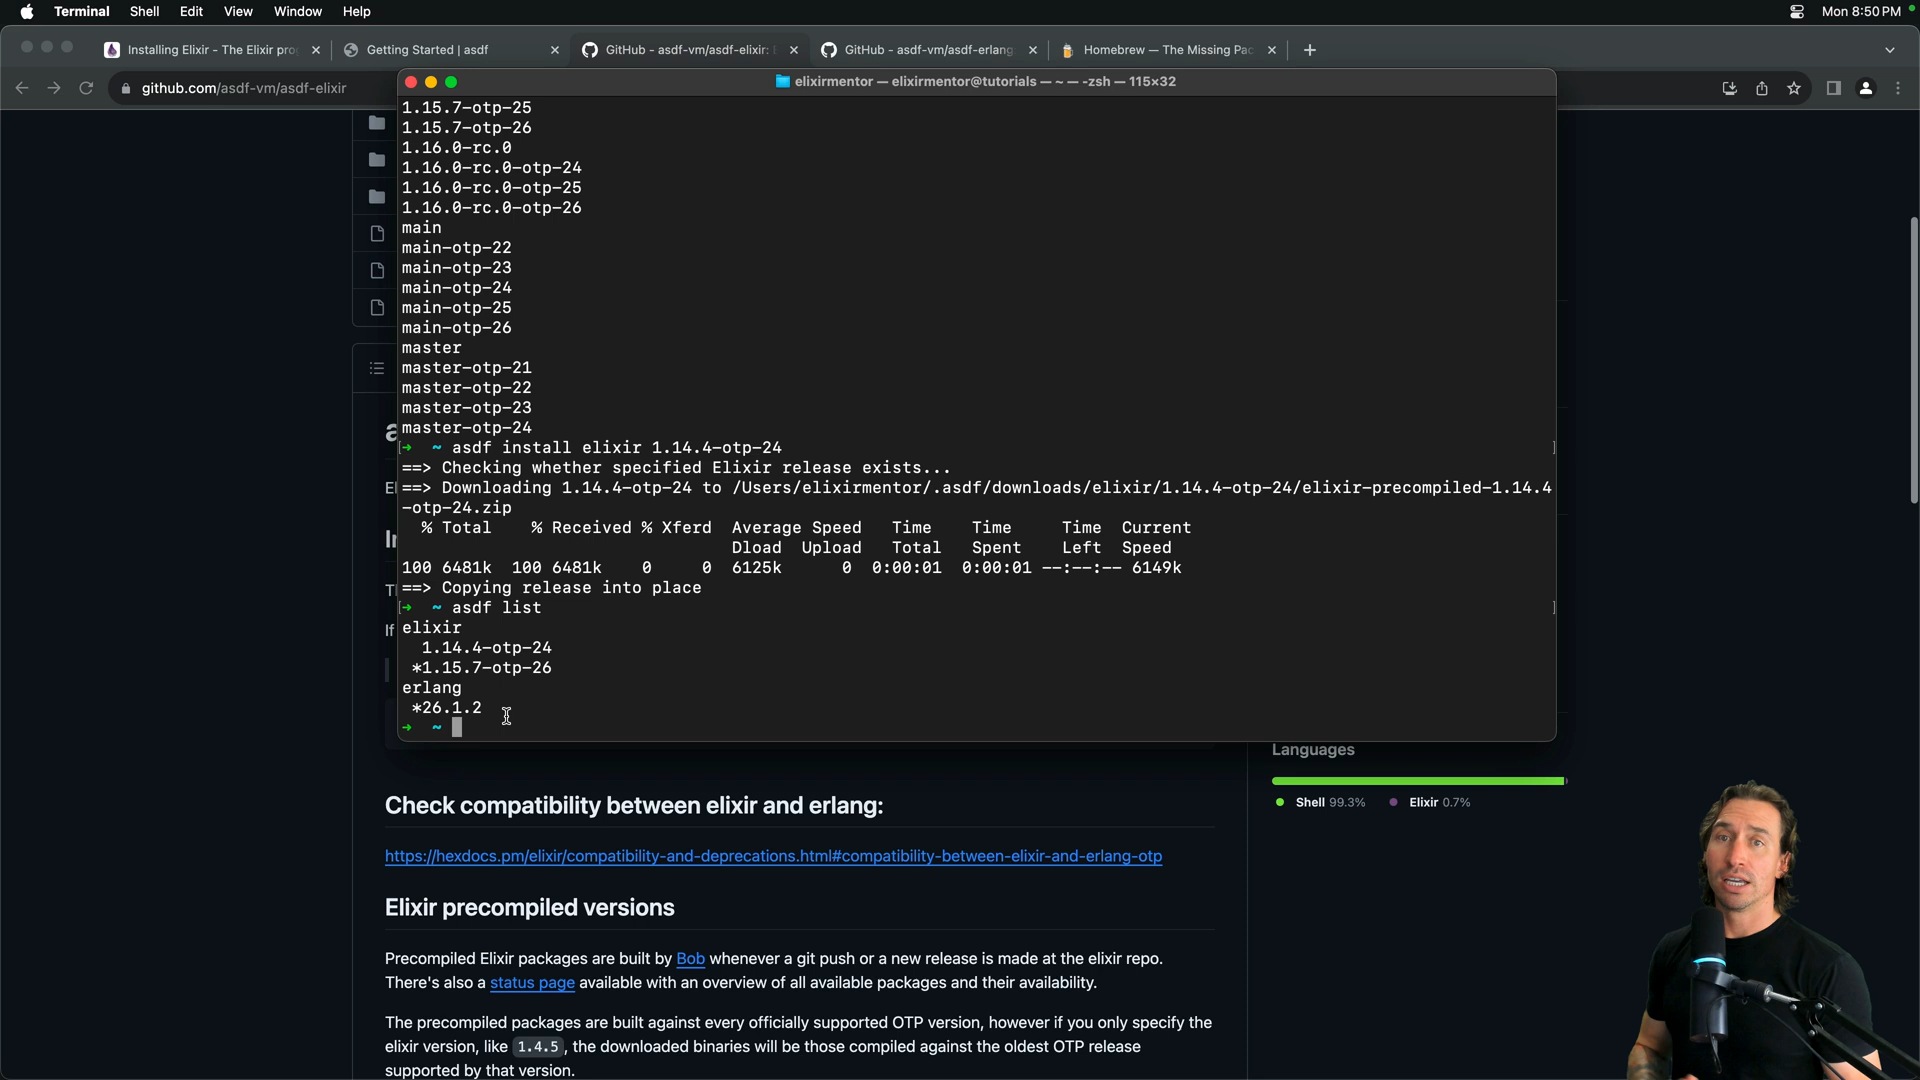 Terminal Shell Edit View Window Help
Mon 8:50 PM
Installing Elixir - The Elixir pro
Getting Started | asdf
GitHub - asdf-vm/asdf-elixir:
GitHub - asdf-vm/asdf-erlang
Homebrew — The Missing Pac
github.com/asdf-vm/asdf-elixir
elixirmentor — elixirmentor@tutorials — ~ — -zsh — 115×32
1.15.7-otp-25
1.15.7-otp-26
1.16.0-rc.0
1.16.0-rc.0-otp-24
1.16.0-rc.0-otp-25
1.16.0-rc.0-otp-26
main
main-otp-22
main-otp-23
main-otp-24
main-otp-25
main-otp-26
master
master-otp-21
master-otp-22
master-otp-23
master-otp-24
[➜ ~ asdf install elixir 1.14.4-otp-24 ]
==> Checking whether specified Elixir release exists...
==> Downloading 1.14.4-otp-24 to /Users/elixirmentor/.asdf/downloads/elixir/1.14.4-otp-24/elixir-precompiled-1.14.4
-otp-24.zip
% Total % Received % Xferd Average Speed Time Time Time Current
Dload Upload Total Spent Left Speed
100 6481k 100 6481k 0 0 6125k 0 0:00:01 0:00:01 --:--:-- 6149k
==> Copying release into place
[➜ ~ asdf list ]
elixir
1.14.4-otp-24
*1.15.7-otp-26
erlang
*26.1.2
➜ ~
Languages
Shell 99.3% Elixir 0.7%
Check compatibility between elixir and erlang:
https://hexdocs.pm/elixir/compatibility-and-deprecations.html#compatibility-between-elixir-and-erlang-otp
Elixir precompiled versions
Precompiled Elixir packages are built by Bob whenever a git push or a new release is made at the elixir repo.
There's also a status page available with an overview of all available packages and their availability.
The precompiled packages are built against every officially supported OTP version, however if you only specify the
elixir version, like 1.4.5, the downloaded binaries will be those compiled against the oldest OTP release
supported by that version.